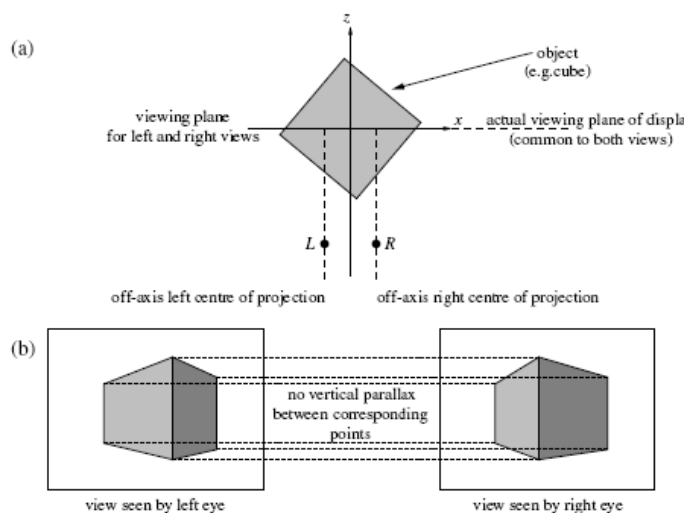 z
(a)
object
(e.g.cube)
viewing plane
for left and right views
x
actual viewing plane of display
(common to both views)
L
R
off-axis left centre of projection
off-axis right centre of projection
(b)
no vertical parallax
between corresponding
points
view seen by left eye
view seen by right eye